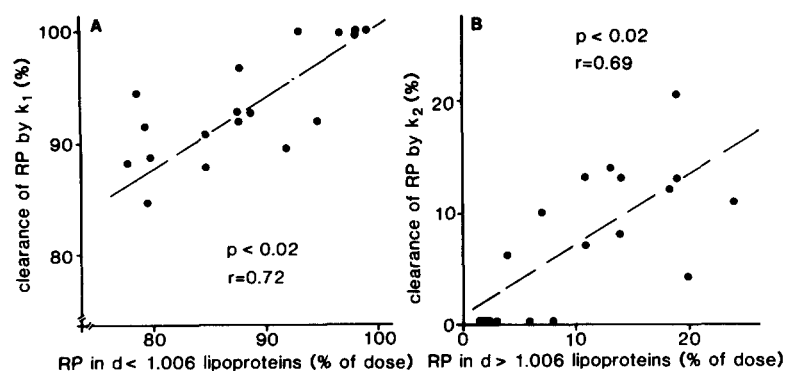 A
100
90
80
clearance of RP by k1 (%)
p < 0.02
r=0.72
80
90
100
RP in d< 1.006 lipoproteins (% of dose)
B
p < 0.02
r=0.69
20
10
0
clearance of RP by k2 (%)
0
10
20
RP in d > 1.006 lipoproteins (% of dose)